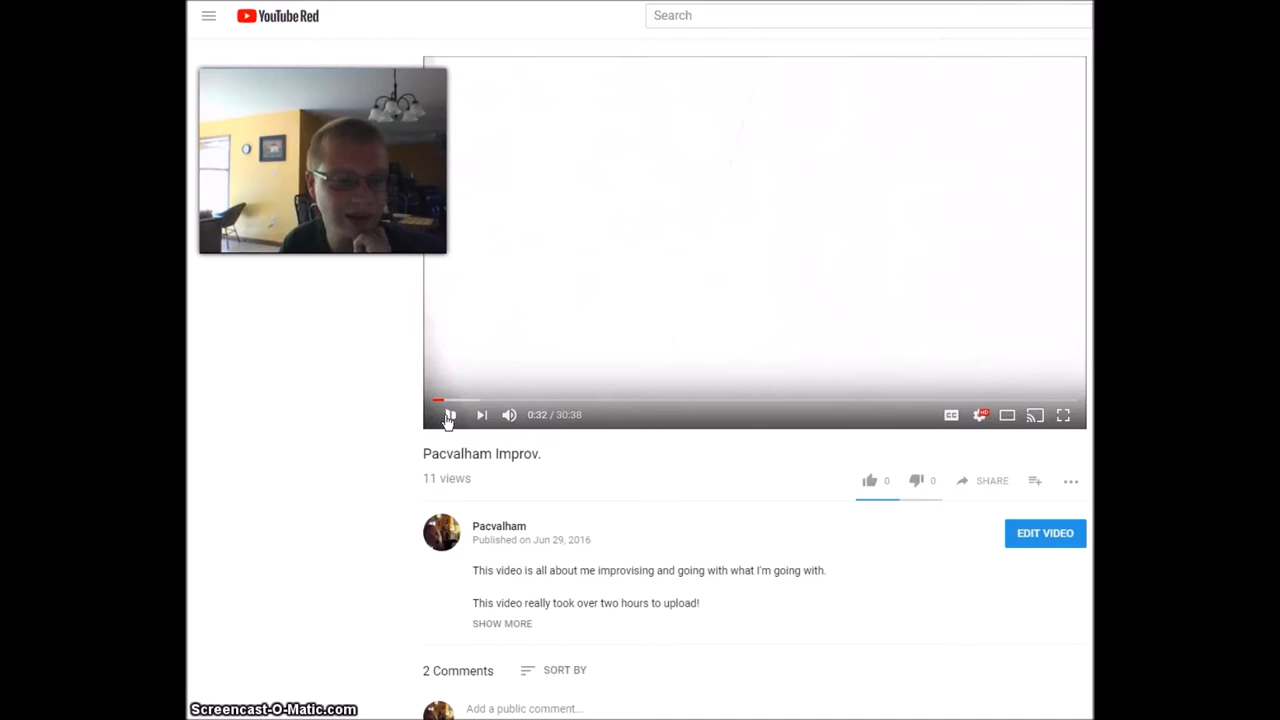 YouTube Red
Search
0:32 / 30:38
CC
HD
Pacvalham Improv.
11 views
0
0
SHARE
Pacvalham
Published on Jun 29, 2016
EDIT VIDEO
This video is all about me improvising and going with what I'm going with.
This video really took over two hours to upload!
SHOW MORE
2 Comments
SORT BY
Add a public comment...
Screencast-O-Matic.com